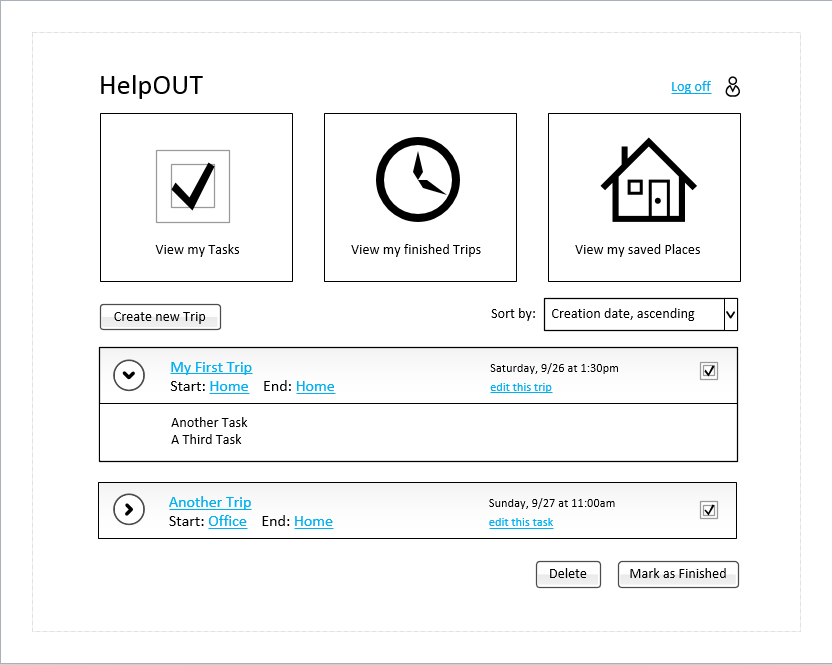 HelpOUT
Log off
View my Tasks
View my finished Trips
View my saved Places
Create new Trip
Sort by:
Creation date, ascending
My First Trip
Saturday, 9/26 at 1:30pm
Start: Home End: Home
edit this trip
Another Task
A Third Task
Another Trip
Sunday, 9/27 at 11:00am
Start: Office End: Home
edit this task
Delete
Mark as Finished